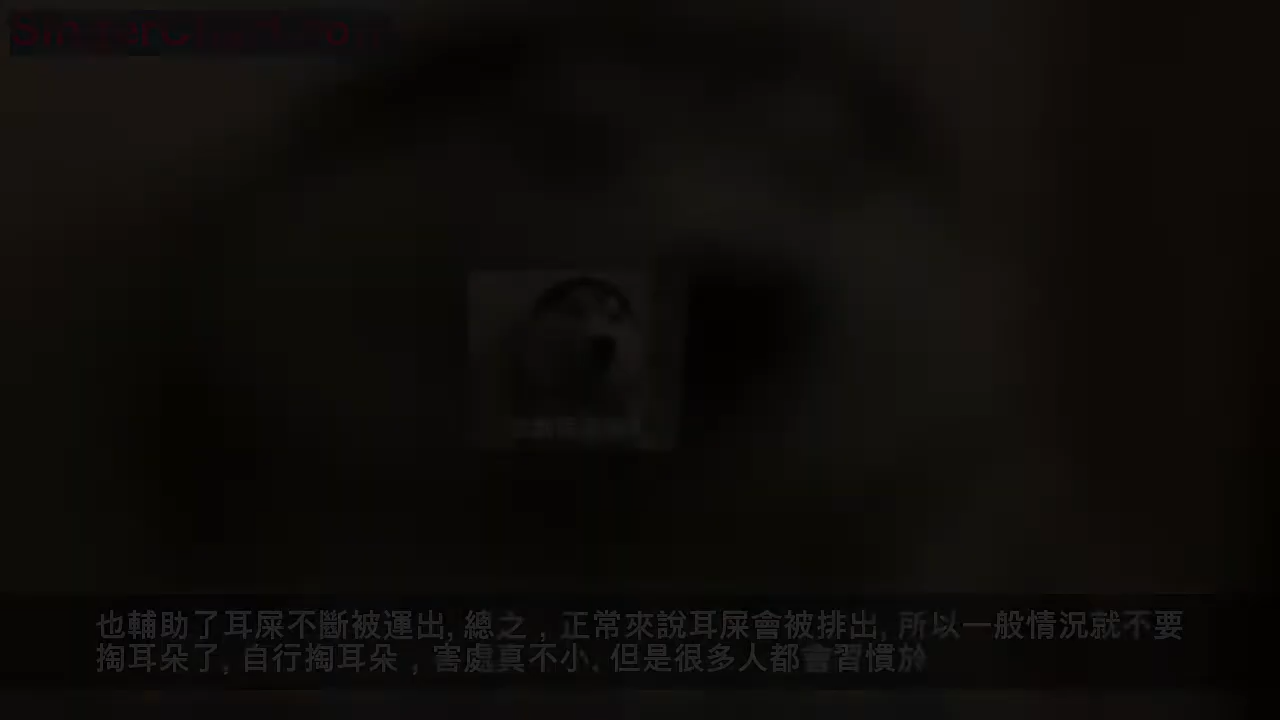 也輔助了耳屎不斷被運出, 總之 , 正常來說耳屎會被排出, 所以一般情況就不要
掏耳朵了, 自行掏耳朵 , 害處真不小. 但是很多人都會習慣於